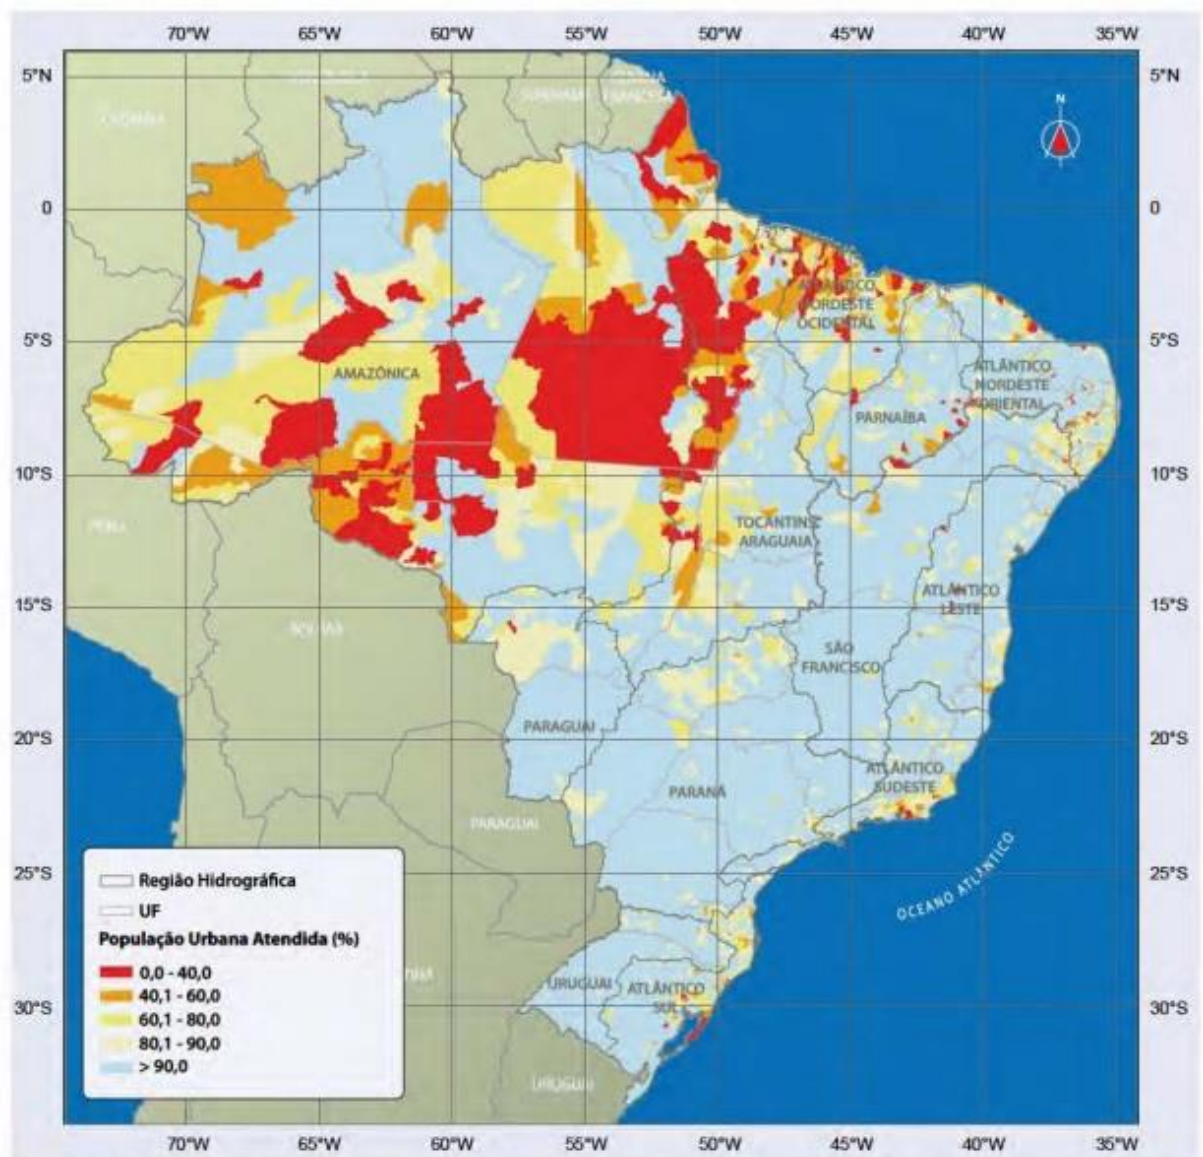 70°W 65°W 60°W 55°W 50°W 45°W 40°W 35°W
5°N 5°N
0 0
5°S 5°S
10°S 10°S
15°S 15°S
20°S 20°S
25°S 25°S
30°S 30°S
N
SURINAME
ATLÂNTICO
NORDESTE
OCIDENTAL
AMAZÓNICA
ATLÂNTICO
NORDESTE
ORIENTAL
PARNAÍBA
PERU
TOCANTINS
ARAGUAIA
ATLÂNTICO
LESTE
BOLÍVIA
SÃO
FRANCISCO
PARAGUAI
ATLÂNTICO
SUDESTE
PARANÁ
PARAGUAI
OCEANO ATLÂNTICO
URUGUAI
ATLÂNTICO
SUL
URUGUAI
Região Hidrográfica
UF
População Urbana Atendida (%)
0,0 - 40,0
40,1 - 60,0
60,1 - 80,0
80,1 - 90,0
> 90,0
70°W 65°W 60°W 55°W 50°W 45°W 40°W 35°W